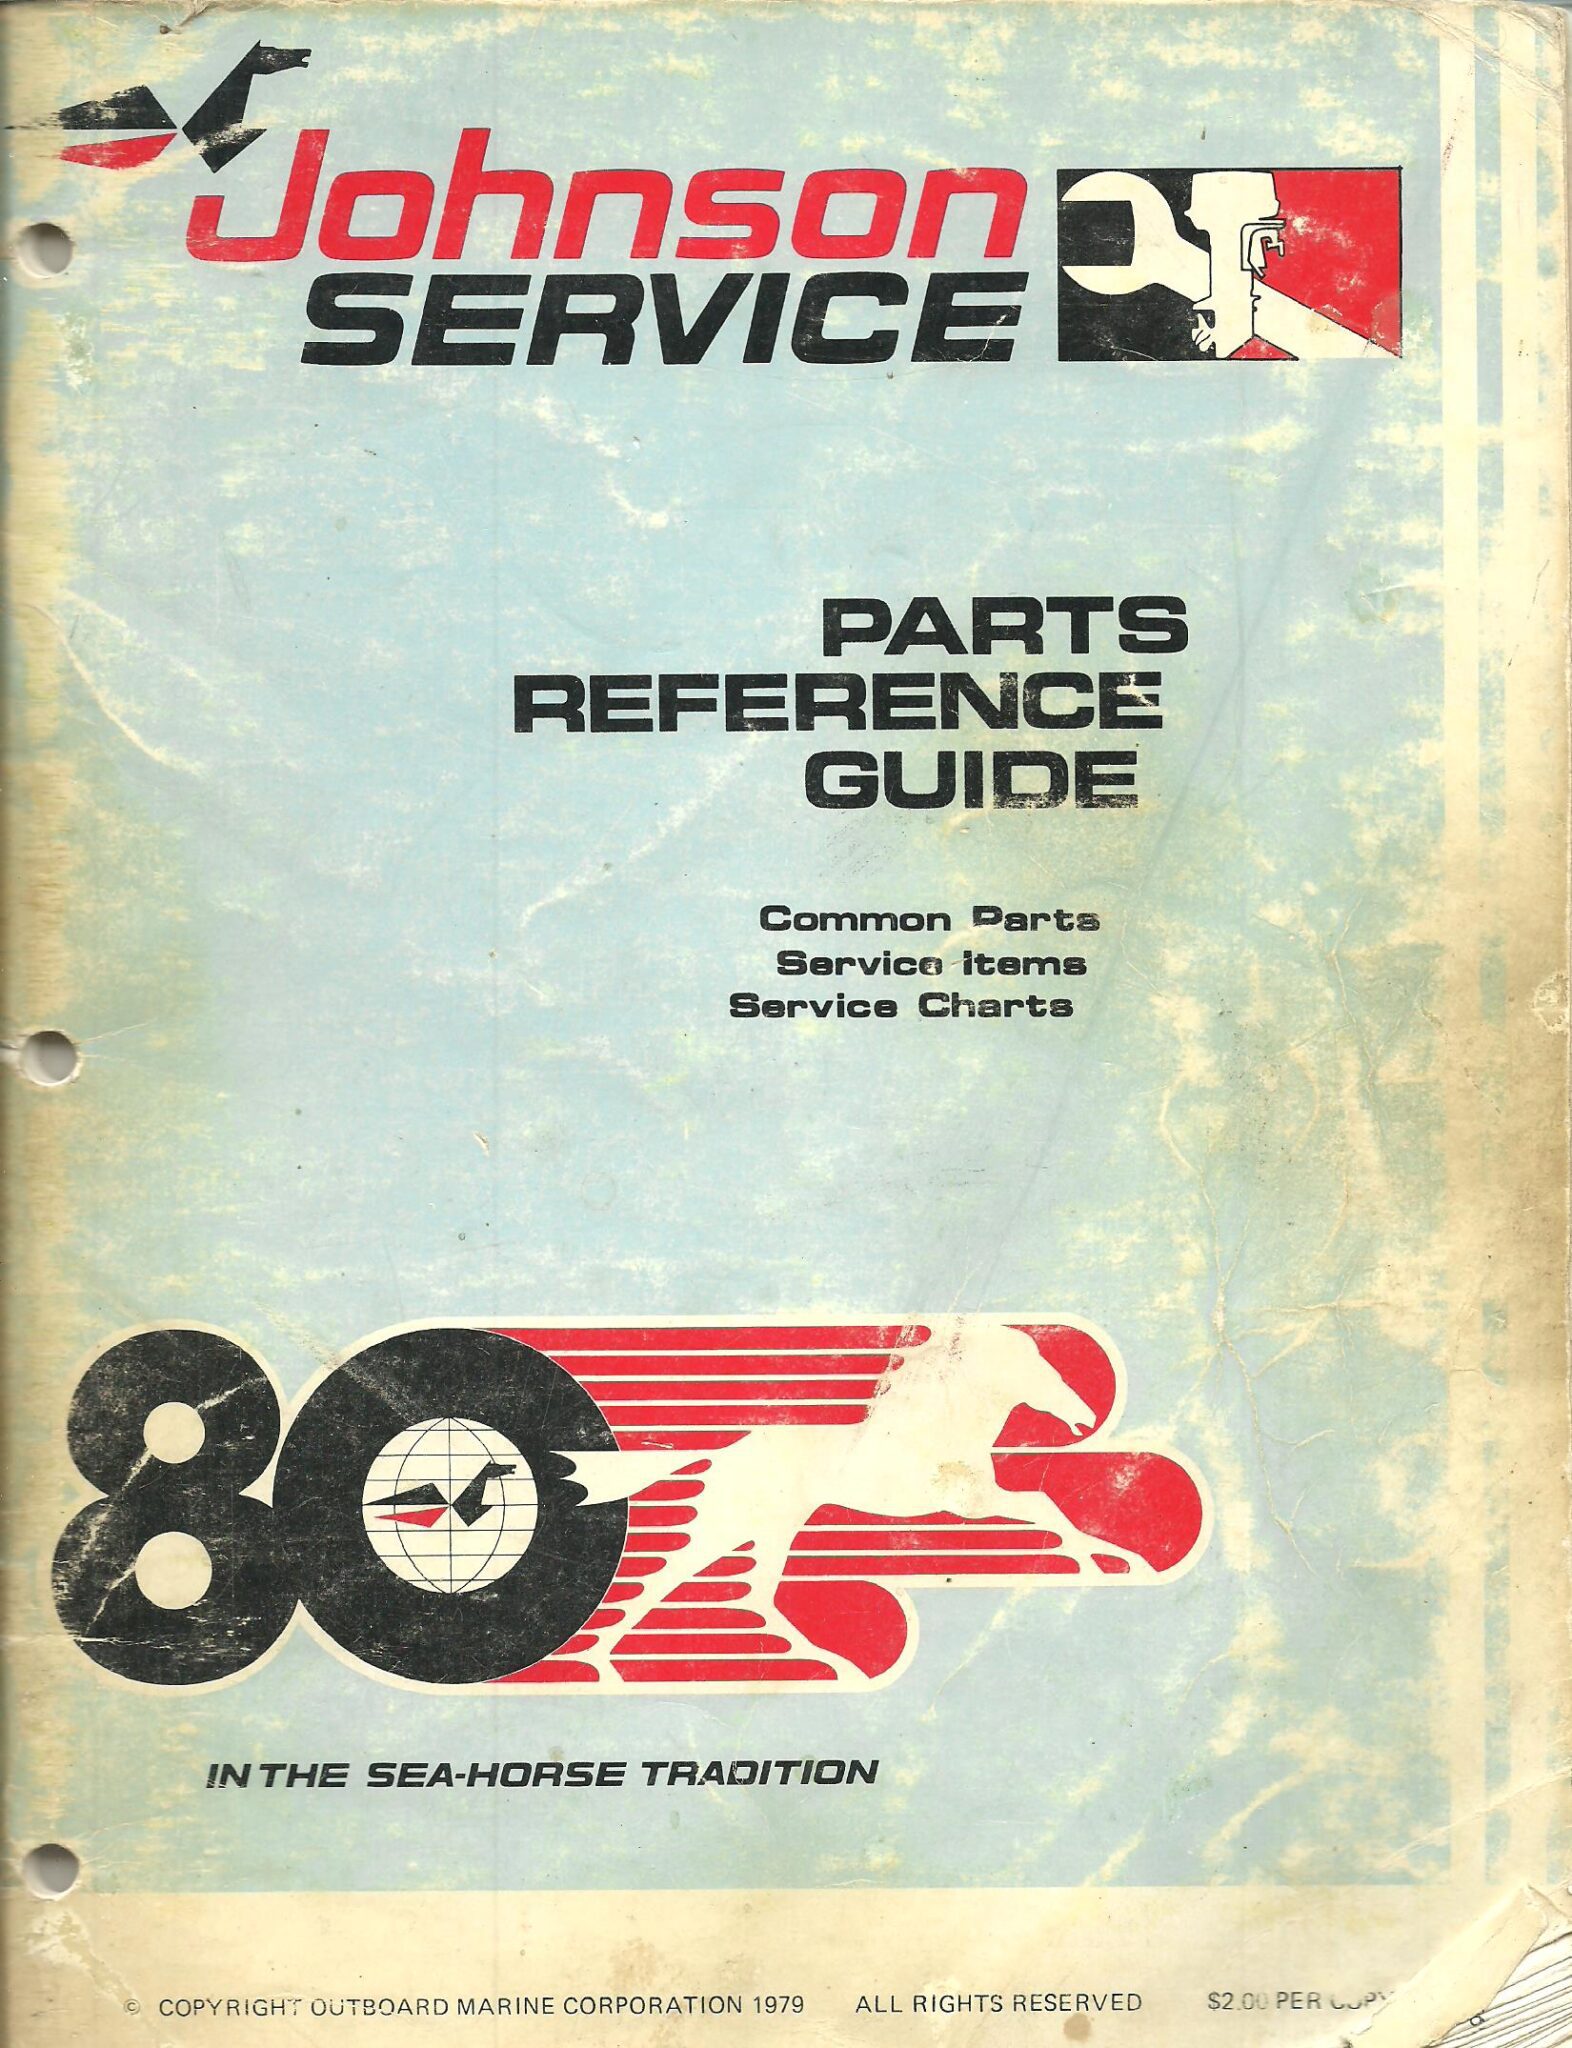 Johnson
SERVICE
PARTS
REFERENCE
GUIDE
Common Parts
Service Items
Service Charts
80
IN THE SEA-HORSE TRADITION
© COPYRIGHT OUTBOARD MARINE CORPORATION 1979 ALL RIGHTS RESERVED $2.00 PER COPY